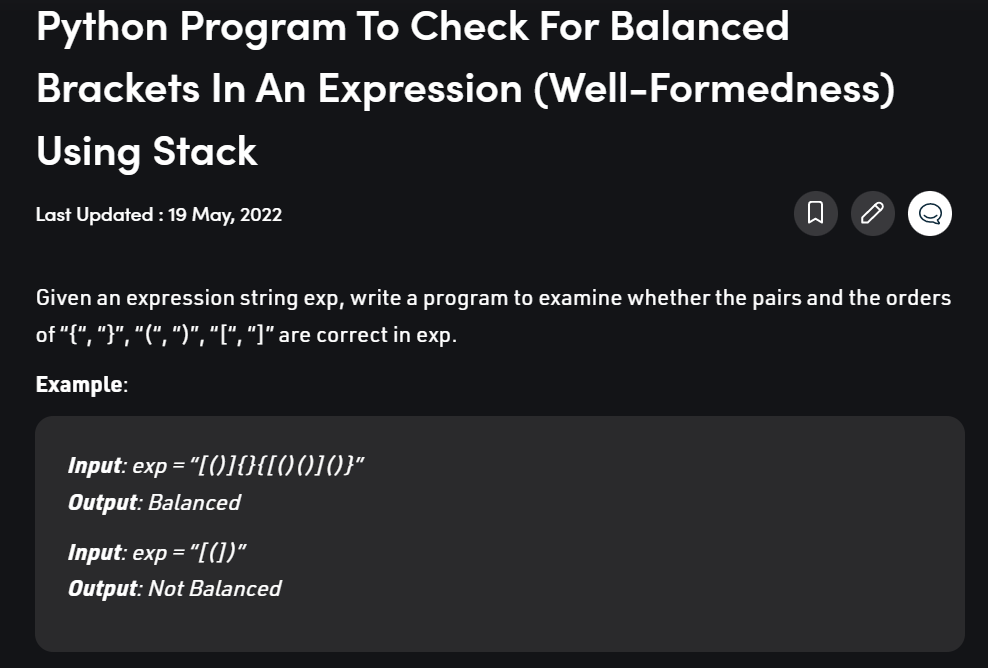 Python Program To Check For Balanced
Brackets In An Expression (Well-Formedness)
Using Stack
Last Updated : 19 May, 2022
Given an expression string exp, write a program to examine whether the pairs and the orders
of “{“, “}”, “(“, “)”, “[“, “]” are correct in exp.
Example:
Input: exp = “[()]{}{[()()]()}”
Output: Balanced
Input: exp = “[(])”
Output: Not Balanced